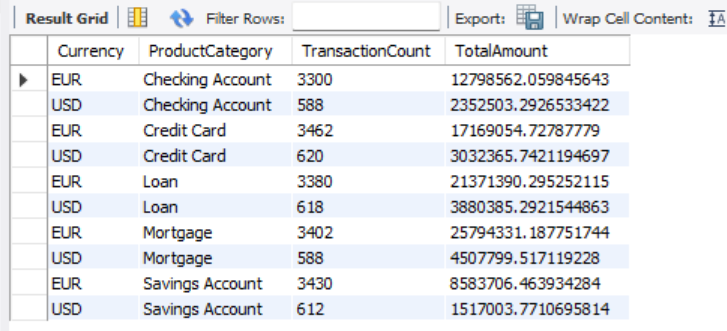 Result Grid Filter Rows: Export: Wrap Cell Content:
Currency ProductCategory TransactionCount TotalAmount
EUR Checking Account 3300 12798562.059845643
USD Checking Account 588 2352503.2926533422
EUR Credit Card 3462 17169054.72787779
USD Credit Card 620 3032365.7421194697
EUR Loan 3380 21371390.295252115
USD Loan 618 3880385.2921544863
EUR Mortgage 3402 25794331.187751744
USD Mortgage 588 4507799.517119228
EUR Savings Account 3430 8583706.463934284
USD Savings Account 612 1517003.7710695814